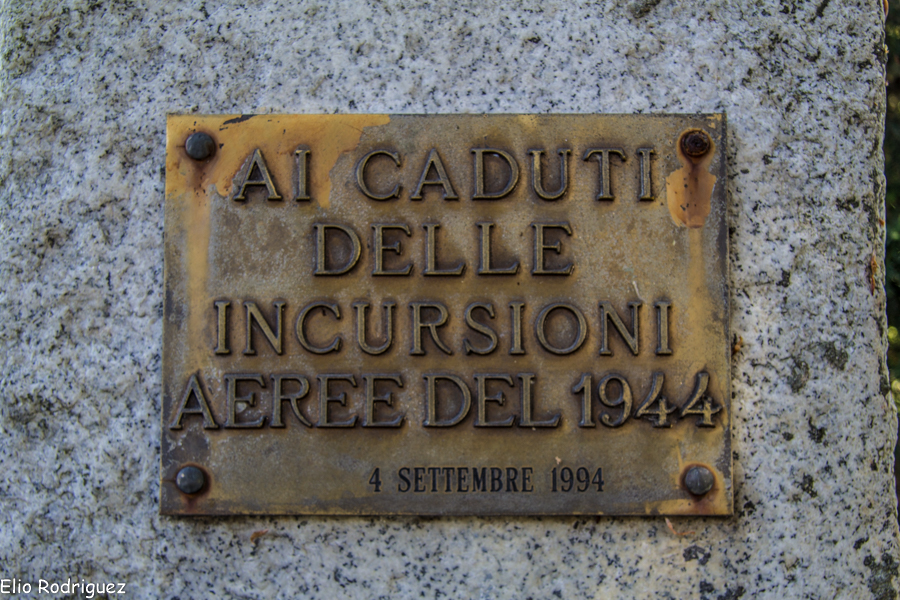 AI CADUTI
DELLE
INCURSIONI
AEREE DEL 1944
4 SETTEMBRE 1994
Elio Rodriguez